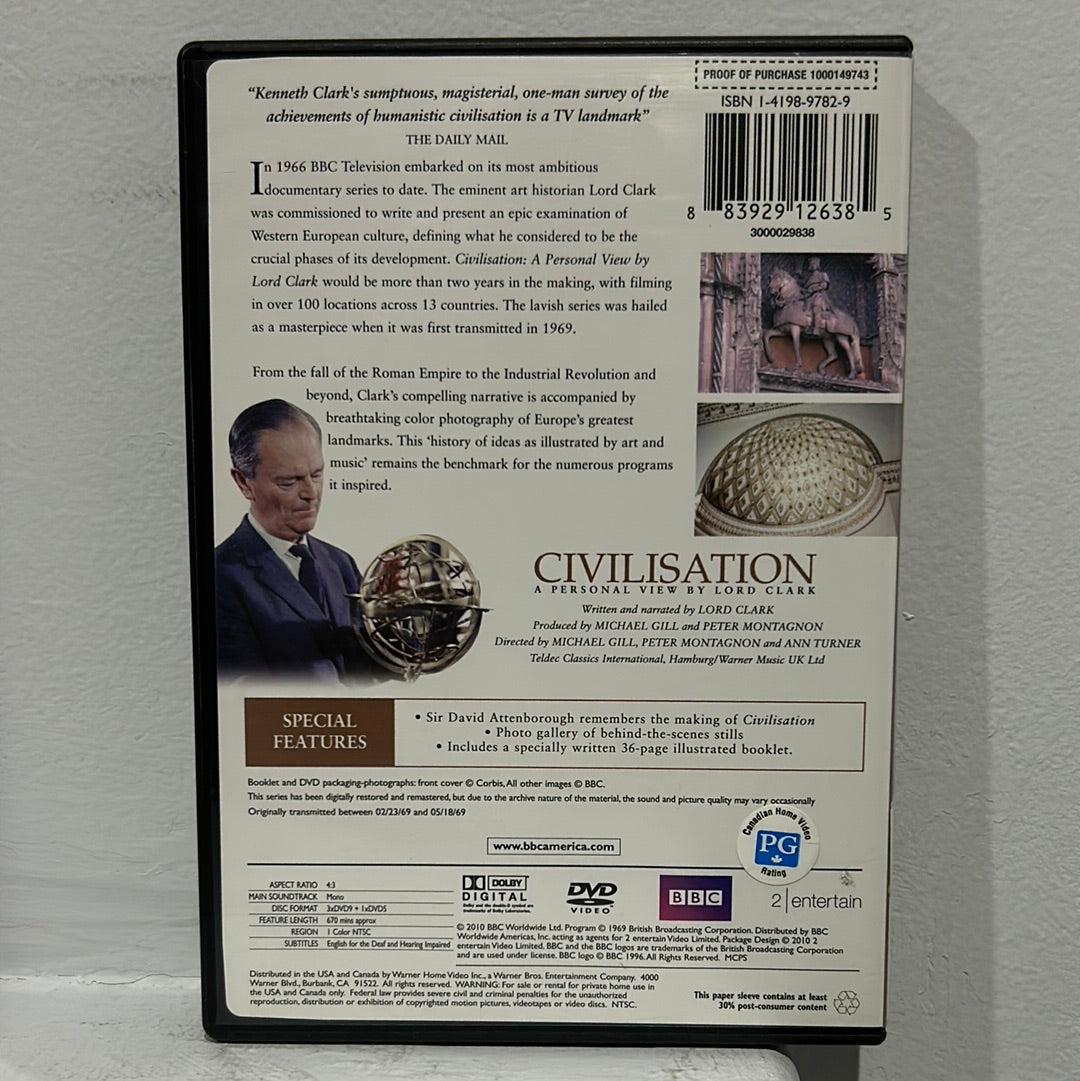 "Kenneth Clark's sumptuous, magisterial, one-man survey of the
achievements of humanistic civilisation is a TV landmark"
THE DAILY MAIL
In 1966 BBC Television embarked on its most ambitious
documentary series to date. The eminent art historian Lord Clark
was commissioned to write and present an epic examination of
Western European culture, defining what he considered to be the
crucial phases of its development. Civilisation: A Personal View by
Lord Clark would be more than two years in the making, with filming
in over 100 locations across 13 countries. The lavish series was hailed
as a masterpiece when it was first transmitted in 1969.
From the fall of the Roman Empire to the Industrial Revolution and
beyond, Clark's compelling narrative is accompanied by
breathtaking color photography of Europe's greatest
landmarks. This 'history of ideas as illustrated by art and
music' remains the benchmark for the numerous programs
it inspired.
PROOF OF PURCHASE 1000149743
ISBN 1-4198-9782-9
8 83929 12638 5
3000029838
CIVILISATION
A PERSONAL VIEW BY LORD CLARK
Written and narrated by LORD CLARK
Produced by MICHAEL GILL and PETER MONTAGNON
Directed by MICHAEL GILL, PETER MONTAGNON and ANN TURNER
Teldec Classics International, Hamburg/Warner Music UK Ltd
SPECIAL
FEATURES
• Sir David Attenborough remembers the making of Civilisation
• Photo gallery of behind-the-scenes stills
• Includes a specially written 36-page illustrated booklet.
Booklet and DVD packaging-photographs: front cover © Corbis, All other images © BBC.
This series has been digitally restored and remastered, but due to the archive nature of the material, the sound and picture quality may vary occasionally
Originally transmitted between 02/23/69 and 05/18/69
www.bbcamerica.com
Canadian Home Video
PG
Rating
ASPECT RATIO 4:3
MAIN SOUNDTRACK Mono
DISC FORMAT 3xDVD9 + 1xDVD5
FEATURE LENGTH 670 mins approx
REGION 1 Color NTSC
SUBTITLES English for the Deaf and Hearing Impaired
DOLBY
DIGITAL
Dolby and the double-D symbol are
trademarks of Dolby Laboratories.
DVD
VIDEO
BBC
2 | entertain
© 2010 BBC Worldwide Ltd. Program © 1969 British Broadcasting Corporation. Distributed by BBC
Worldwide Americas, Inc. acting as agents for 2 entertain Video Limited. Package Design © 2010 2
entertain Video Limited. BBC and the BBC logos are trademarks of the British Broadcasting Corporation
and are used under license. BBC logo © BBC 1996. All Rights Reserved. MCPS
Distributed in the USA and Canada by Warner Home Video Inc., a Warner Bros. Entertainment Company. 4000
Warner Blvd., Burbank, CA 91522. All rights reserved. WARNING: For sale or rental for private home use in
the USA and Canada only. Federal law provides severe civil and criminal penalties for the unauthorized
reproduction, distribution or exhibition of copyrighted motion pictures, videotapes or video discs. NTSC.
This paper sleeve contains at least
30% post-consumer content